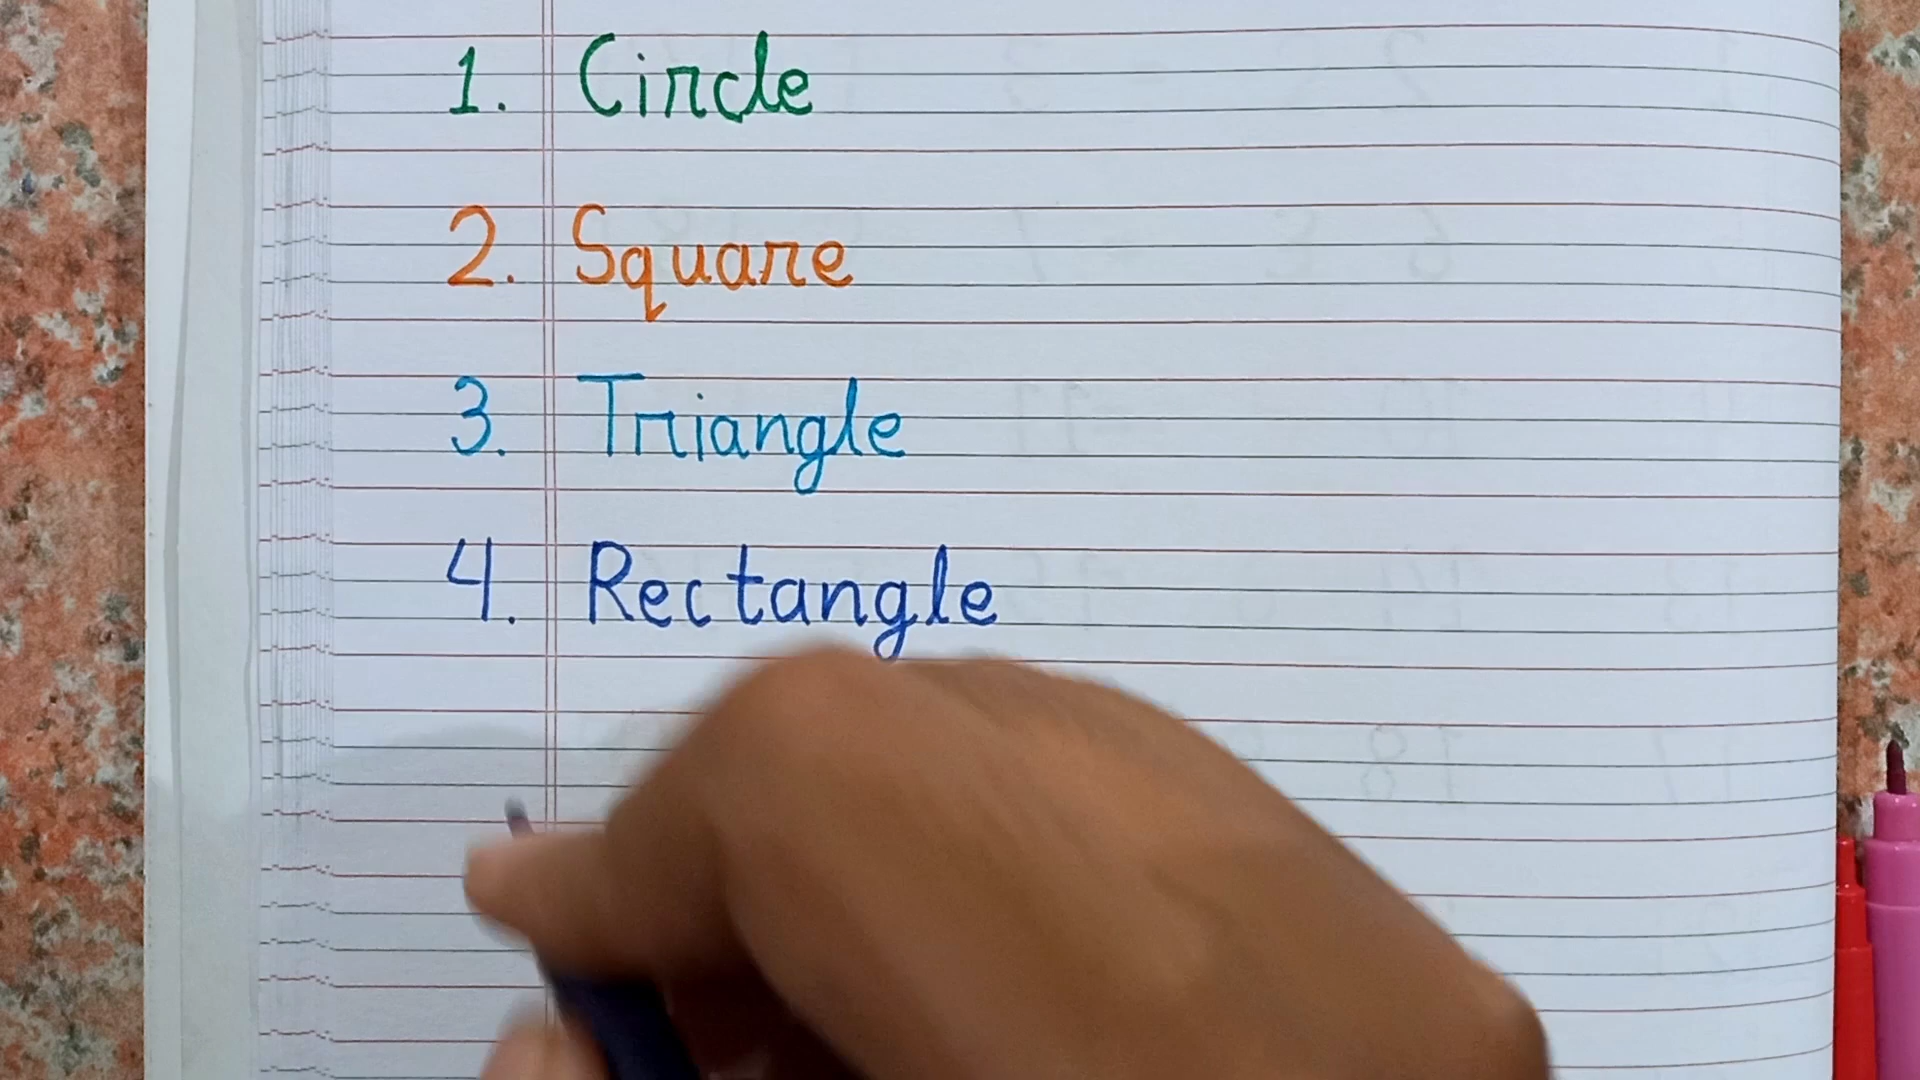 1. Circle
2. Square
3. Triangle
4. Rectangle